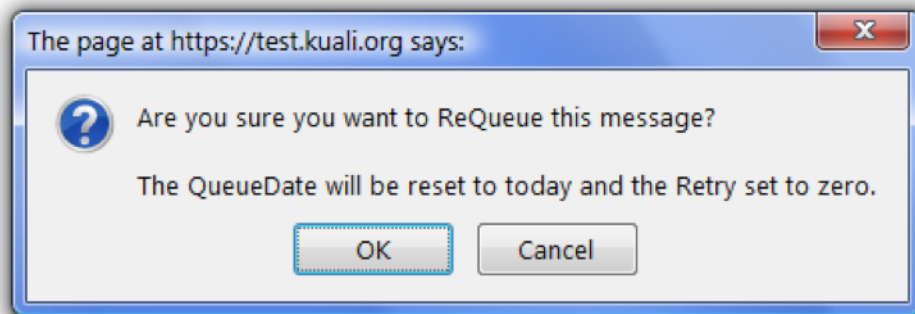 The page at https://test.kuali.org says:
Are you sure you want to ReQueue this message?
The QueueDate will be reset to today and the Retry set to zero.
OK Cancel